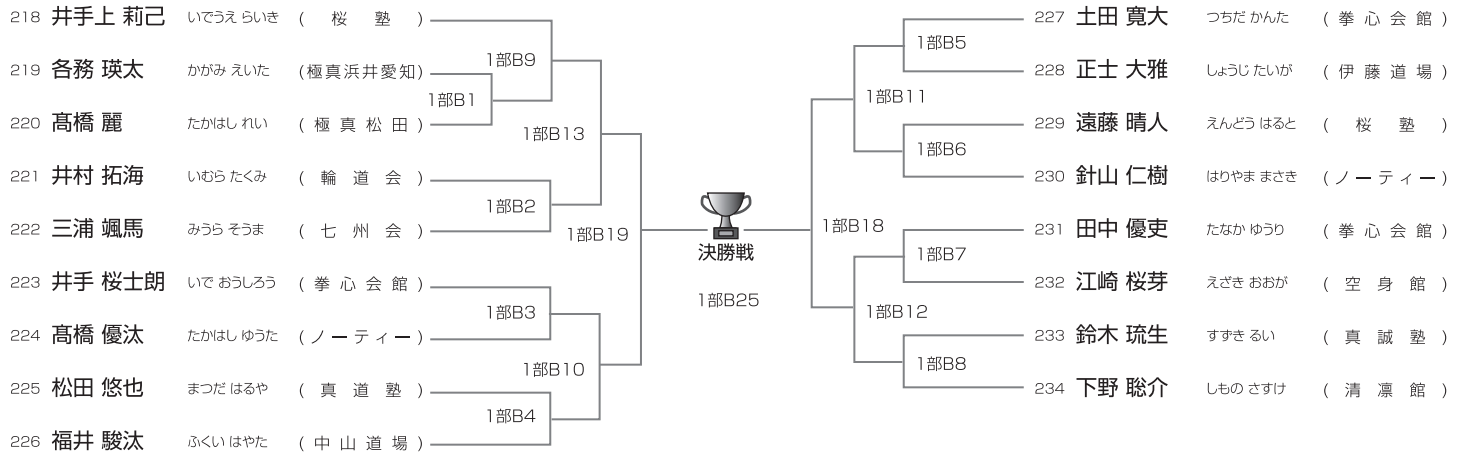 218 井手上 莉己 いでうえ らいき ( 桜 塾 )
219 各務 瑛太 かがみ えいた (極真浜井愛知)
220 髙橋 麗 たかはし れい ( 極 真 松 田 )
221 井村 拓海 いむら たくみ ( 輪 道 会 )
222 三浦 颯馬 みうら そうま ( 七 州 会 )
223 井手 桜士朗 いで おうしろう ( 拳 心 会 館 )
224 髙橋 優汰 たかはし ゆうた ( ノ ー テ ィ ー )
225 松田 悠也 まつだ はるや ( 真 道 塾 )
226 福井 駿汰 ふくい はやた ( 中 山 道 場 )
1部B9
1部B1
1部B13
1部B2
1部B19
1部B3
1部B10
1部B4
決勝戦
1部B25
1部B5
1部B11
1部B6
1部B18
1部B7
1部B12
1部B8
227 土田 寛大 つちだ かんた ( 拳 心 会 館 )
228 正士 大雅 しょうじ たいが ( 伊 藤 道 場 )
229 遠藤 晴人 えんどう はると ( 桜 塾 )
230 針山 仁樹 はりやま まさき ( ノ ー テ ィ ー )
231 田中 優吏 たなか ゆうり ( 拳 心 会 館 )
232 江崎 桜芽 えざき おおが ( 空 身 館 )
233 鈴木 琉生 すずき るい ( 真 誠 塾 )
234 下野 聡介 しもの さすけ ( 清 凛 館 )